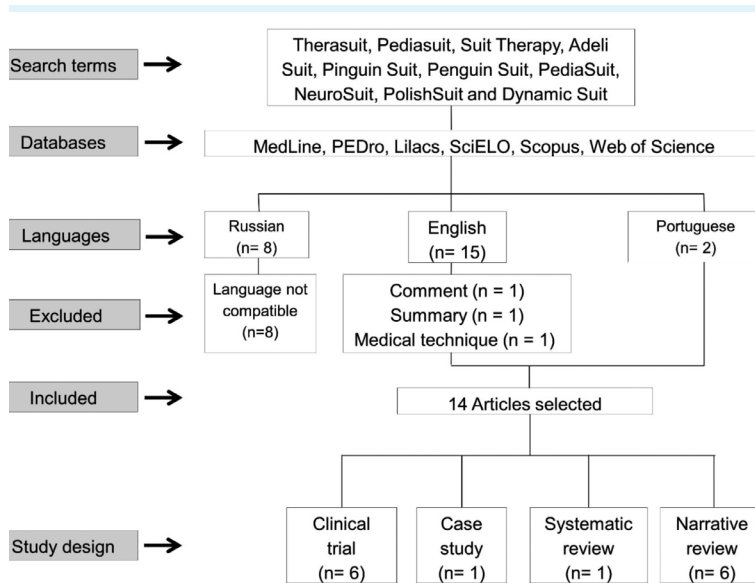 Search terms
Therasuit, Pediasuit, Suit Therapy, Adeli
Suit, Pinguin Suit, Penguin Suit, PediaSuit,
NeuroSuit, PolishSuit and Dynamic Suit
Databases
MedLine, PEDro, Lilacs, SciELO, Scopus, Web of Science
Languages
Russian
(n= 8)
English
(n= 15)
Portuguese
(n= 2)
Excluded
Language not
compatible
(n=8)
Comment (n = 1)
Summary (n = 1)
Medical technique (n = 1)
Included
14 Articles selected
Study design
Clinical
trial
(n= 6)
Case
study
(n= 1)
Systematic
review
(n= 1)
Narrative
review
(n= 6)